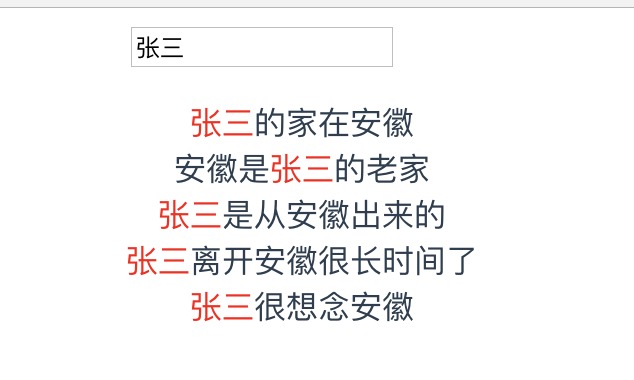 张三
张三的家在安徽
安徽是张三的老家
张三是从安徽出来的
张三离开安徽很长时间了
张三很想念安徽